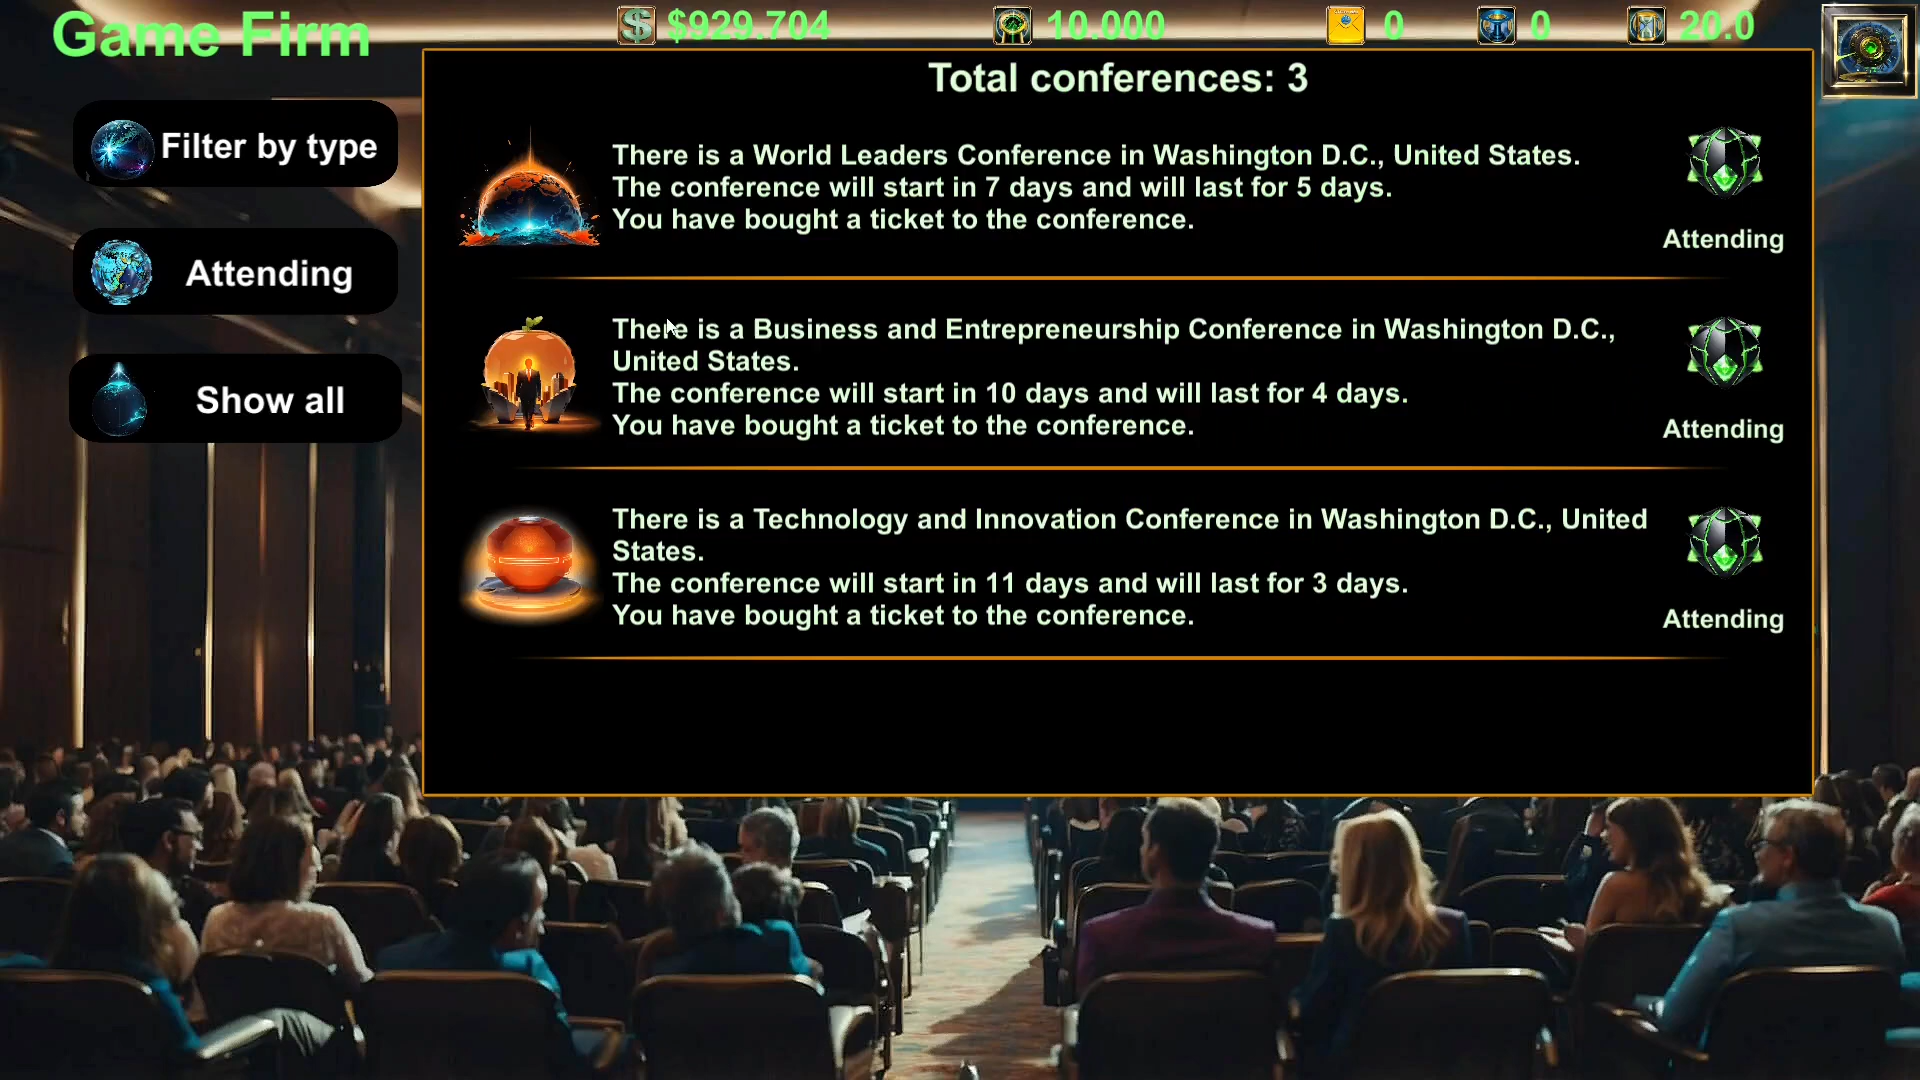 Game Firm
$929.704
10.000
0
0
20.0
Total conferences: 3
Filter by type
Attending
Show all
There is a World Leaders Conference in Washington D.C., United States.
The conference will start in 7 days and will last for 5 days.
You have bought a ticket to the conference.
Attending
There is a Business and Entrepreneurship Conference in Washington D.C.,
United States.
The conference will start in 10 days and will last for 4 days.
You have bought a ticket to the conference.
Attending
There is a Technology and Innovation Conference in Washington D.C., United
States.
The conference will start in 11 days and will last for 3 days.
You have bought a ticket to the conference.
Attending